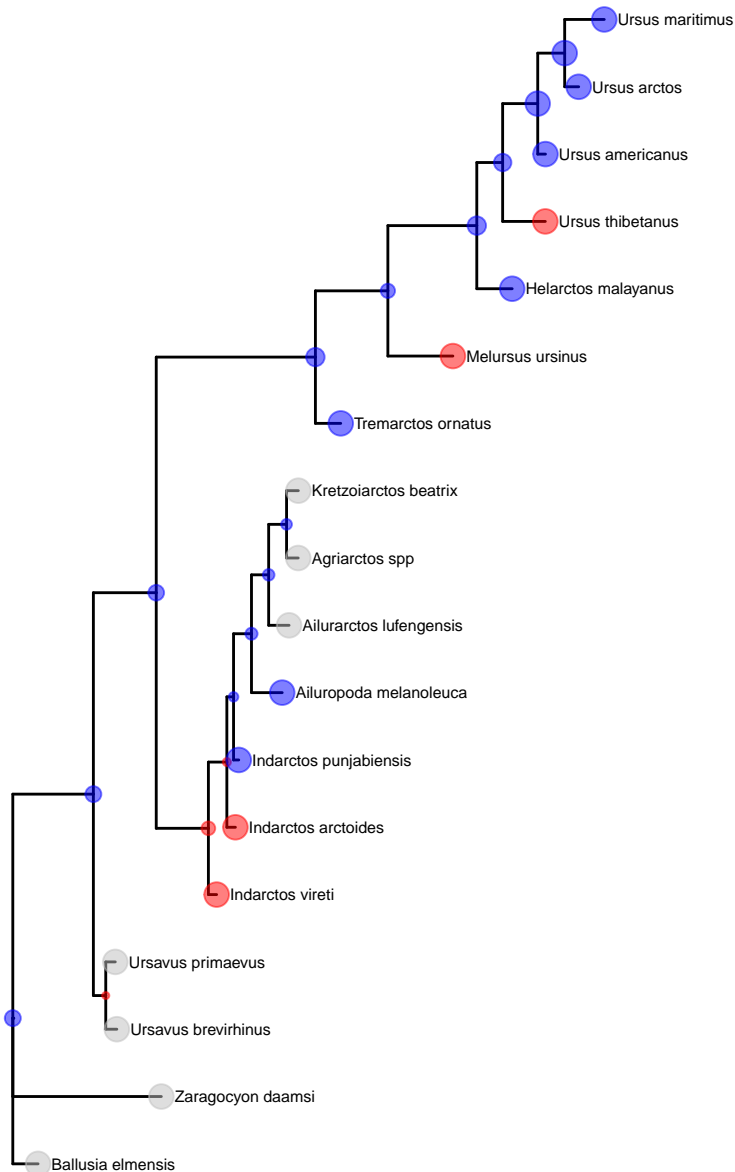 Ursus maritimus
Ursus arctos
Ursus americanus
Ursus thibetanus
Helarctos malayanus
Melursus ursinus
Tremarctos ornatus
Kretzoiarctos beatrix
Agriarctos spp
Ailurarctos lufengensis
Ailuropoda melanoleuca
Indarctos punjabiensis
Indarctos arctoides
Indarctos vireti
Ursavus primaevus
Ursavus brevirhinus
Zaragocyon daamsi
Ballusia elmensis